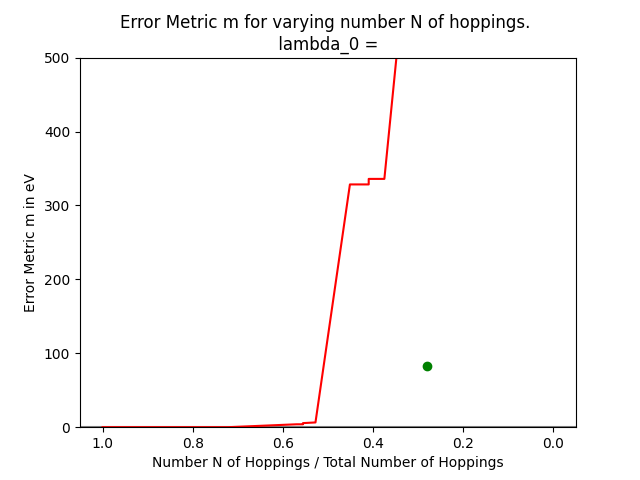 Error Metric m for varying number N of hoppings.
lambda_0 =
Error Metric m in eV
500
400
300
200
100
0
1.0 0.8 0.6 0.4 0.2 0.0
Number N of Hoppings / Total Number of Hoppings